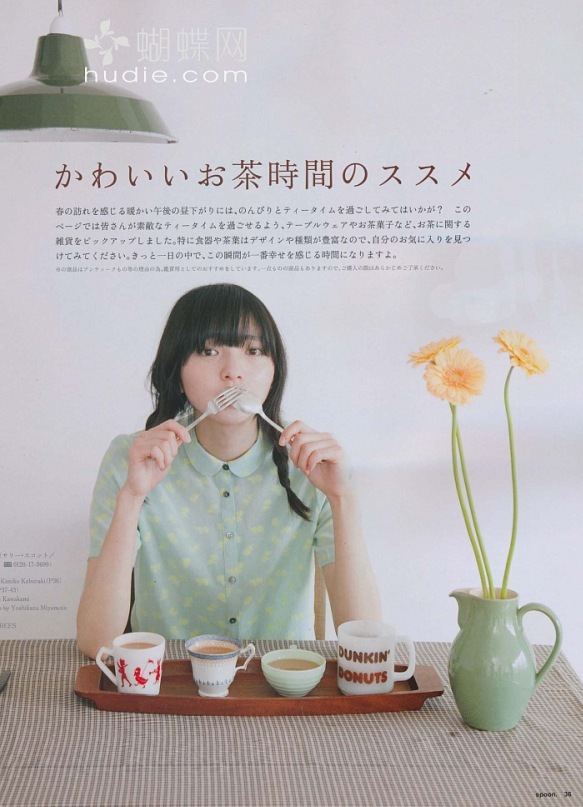 蝴蝶网
hudie.com
かわいいお茶時間のススメ
春の訪れを感じる暖かい午後の昼下がりには、のんびりとティータイムを過ごしてみてはいかが？ この
ページでは皆さんが素敵なティータイムを過ごせるよう、テーブルウェアやお茶菓子など、お茶に関する
雑貨をピックアップしました。特に食器や茶葉はデザインや種類が豊富なので、自分のお気に入りを見つ
けてみてください。きっと一日の中で、この瞬間が一番幸せを感じる時間になりますよ。
DUNKIN'
DONUTS
spoon. 36